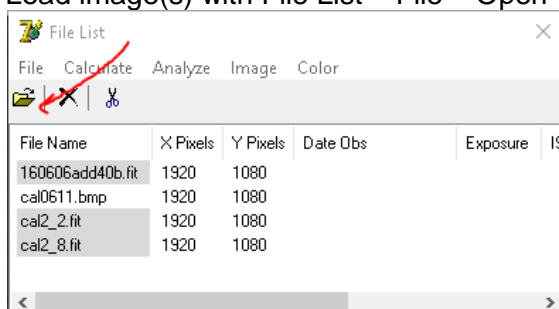 Load image(s) with File List – File – Open
File List
File Calculate Analyze Image Color
File Name X Pixels Y Pixels Date Obs Exposure
160606add40b.fit 1920 1080
cal0611.bmp 1920 1080
cal2_2.fit 1920 1080
cal2_8.fit 1920 1080